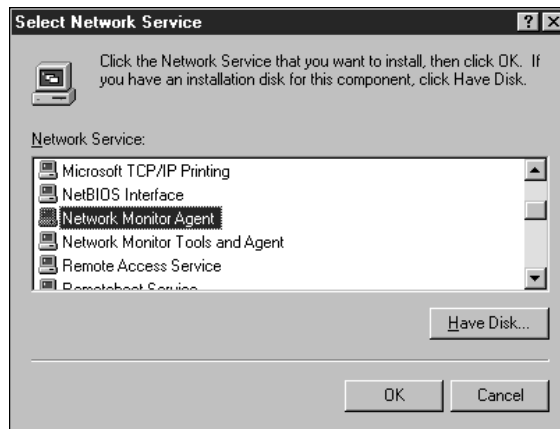 Select Network Service
Click the Network Service that you want to install, then click OK. If
you have an installation disk for this component, click Have Disk.
Network Service:
Microsoft TCP/IP Printing
NetBIOS Interface
Network Monitor Agent
Network Monitor Tools and Agent
Remote Access Service
Remoteboot Service
Have Disk...
OK
Cancel